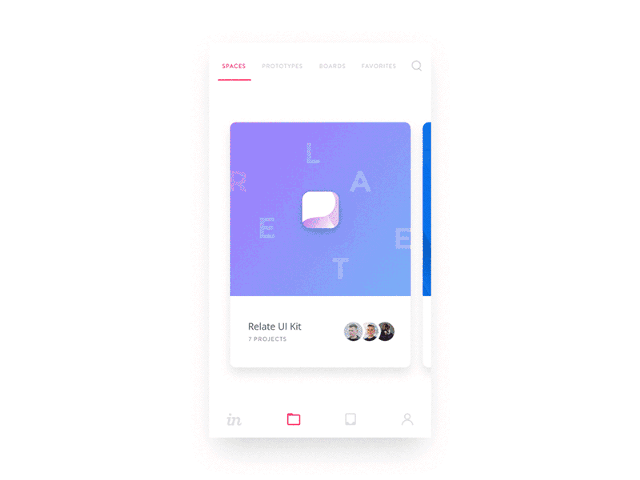 SPACES PROTOTYPES BOARDS FAVORITES
L
R A
E E
T
Relate UI Kit
7 PROJECTS
in